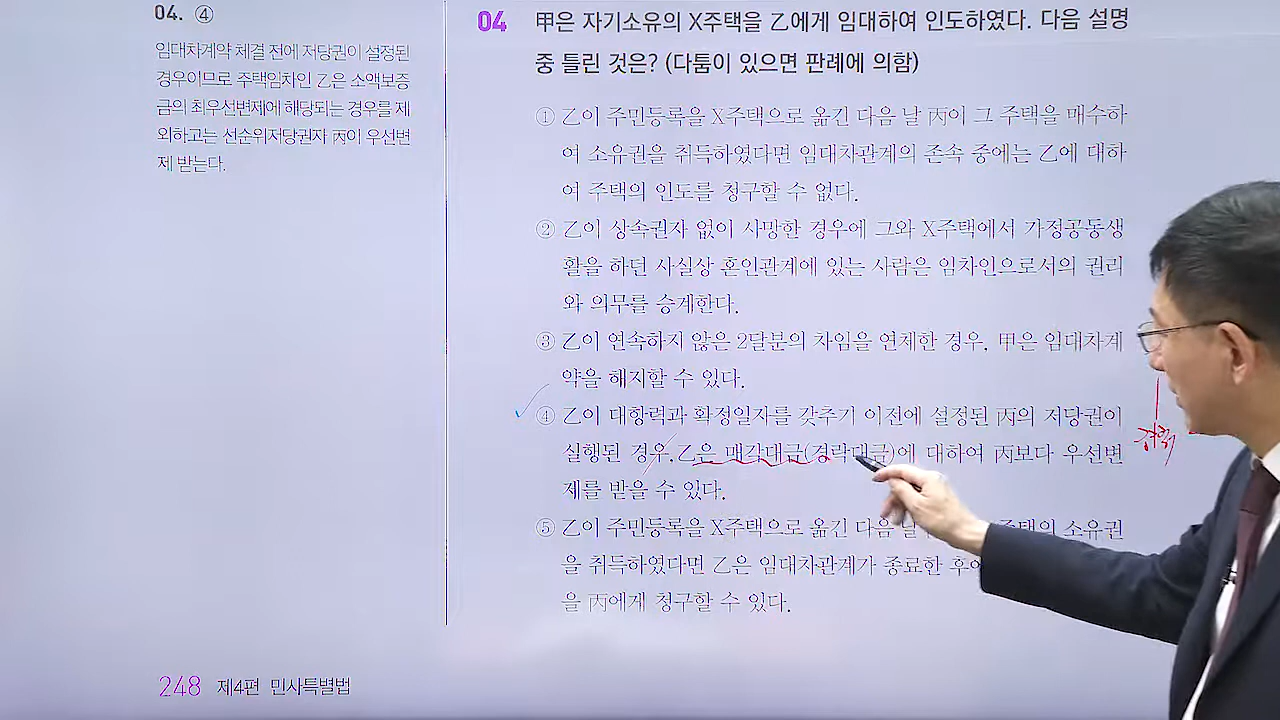 04. ④
임대차계약 체결 전에 저당권이 설정된
경우이므로 주택임차인 乙은 소액보증
금의 최우선변제에 해당되는 경우를 제
외하고는 선순위저당권자 丙이 우선변
제 받는다.
04 甲은 자기소유의 X주택을 乙에게 임대하여 인도하였다. 다음 설명
중 틀린 것은? (다툼이 있으면 판례에 의함)
① 乙이 주민등록을 X주택으로 옮긴 다음 날 丙이 그 주택을 매수하
여 소유권을 취득하였다면 임대차관계의 존속 중에는 乙에 대하
여 주택의 인도를 청구할 수 없다.
② 乙이 상속권자 없이 사망한 경우에 그와 X주택에서 가정공동생
활을 하던 사실상 혼인관계에 있는 사람은 임차인으로서의 권리
와 의무를 승계한다.
③ 乙이 연속하지 않은 2달분의 차임을 연체한 경우, 甲은 임대차계
약을 해지할 수 있다.
④ 乙이 대항력과 확정일자를 갖추기 이전에 설정된 丙의 저당권이
실행된 경우, 乙은 매각대금(경락대금)에 대하여 丙보다 우선변
제를 받을 수 있다.
⑤ 乙이 주민등록을 X주택으로 옮긴 다음 날 주택의 소유권
을 취득하였다면 乙은 임대차관계가 종료한 후에
을 丙에게 청구할 수 있다.
248 제4편 민사특별법